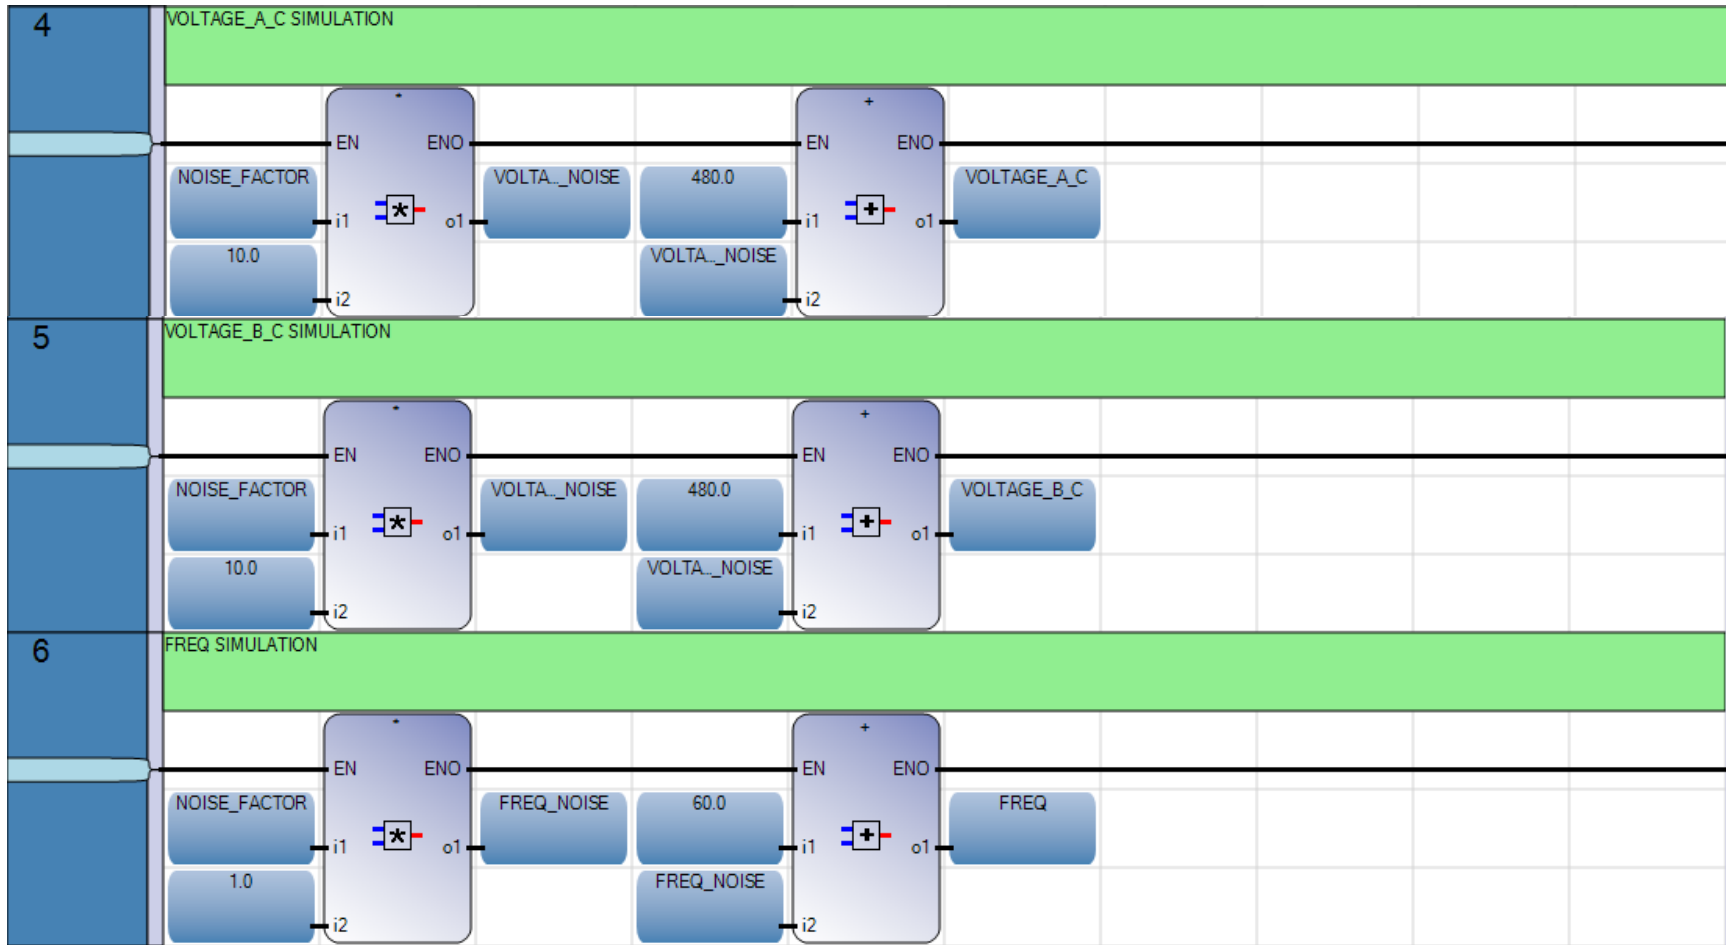 4
VOLTAGE_A_C SIMULATION
* +
EN ENO EN ENO
NOISE_FACTOR VOLTA..._NOISE 480.0 VOLTAGE_A_C
* +
i1 o1 i1 o1
10.0 VOLTA..._NOISE
i2 i2
5
VOLTAGE_B_C SIMULATION
* +
EN ENO EN ENO
NOISE_FACTOR VOLTA..._NOISE 480.0 VOLTAGE_B_C
* +
i1 o1 i1 o1
10.0 VOLTA..._NOISE
i2 i2
6
FREQ SIMULATION
* +
EN ENO EN ENO
NOISE_FACTOR FREQ_NOISE 60.0 FREQ
* +
i1 o1 i1 o1
1.0 FREQ_NOISE
i2 i2